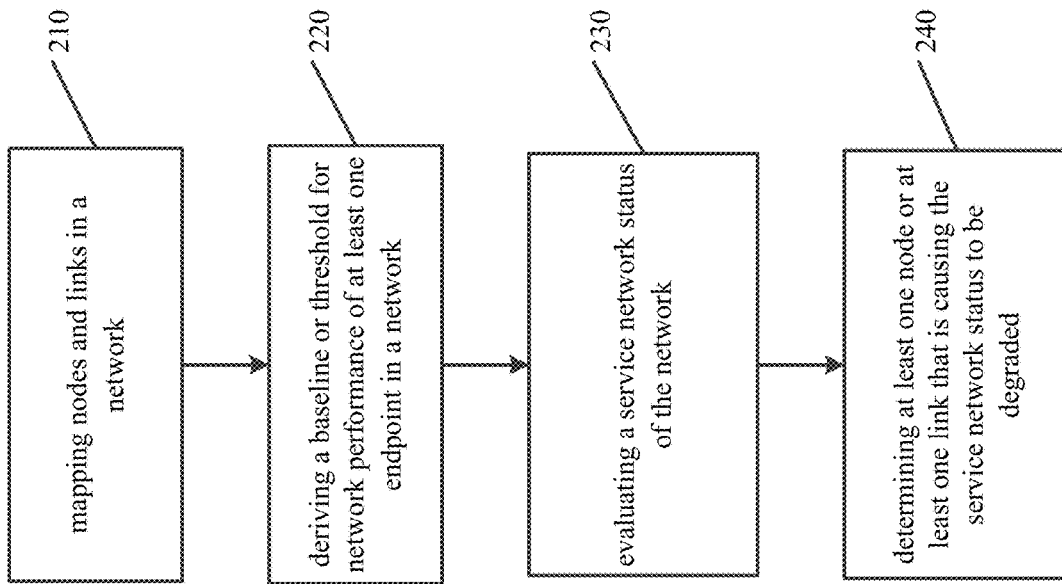 mapping nodes and links in a
network
210
deriving a baseline or threshold for
network performance of at least one
endpoint in a network
220
evaluating a service network status
of the network
230
determining at least one node or at
least one link that is causing the
service network status to be
degraded
240